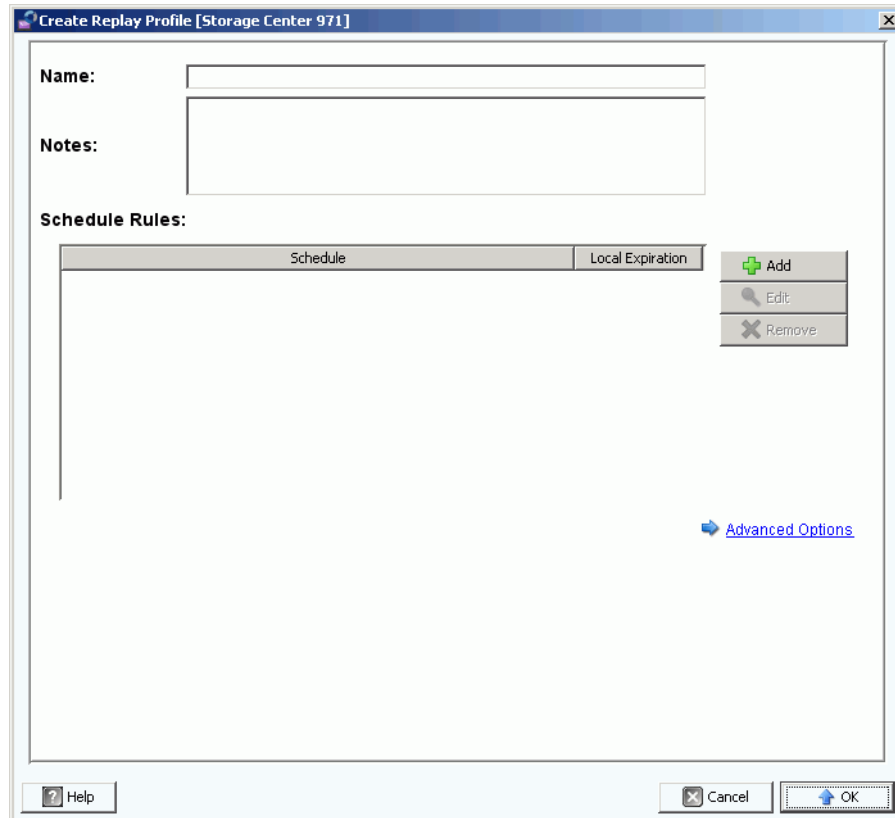 Create Replay Profile [Storage Center 971]
Name:
Notes:
Schedule Rules:
Schedule Local Expiration
Add
Edit
Remove
Advanced Options
Help Cancel OK